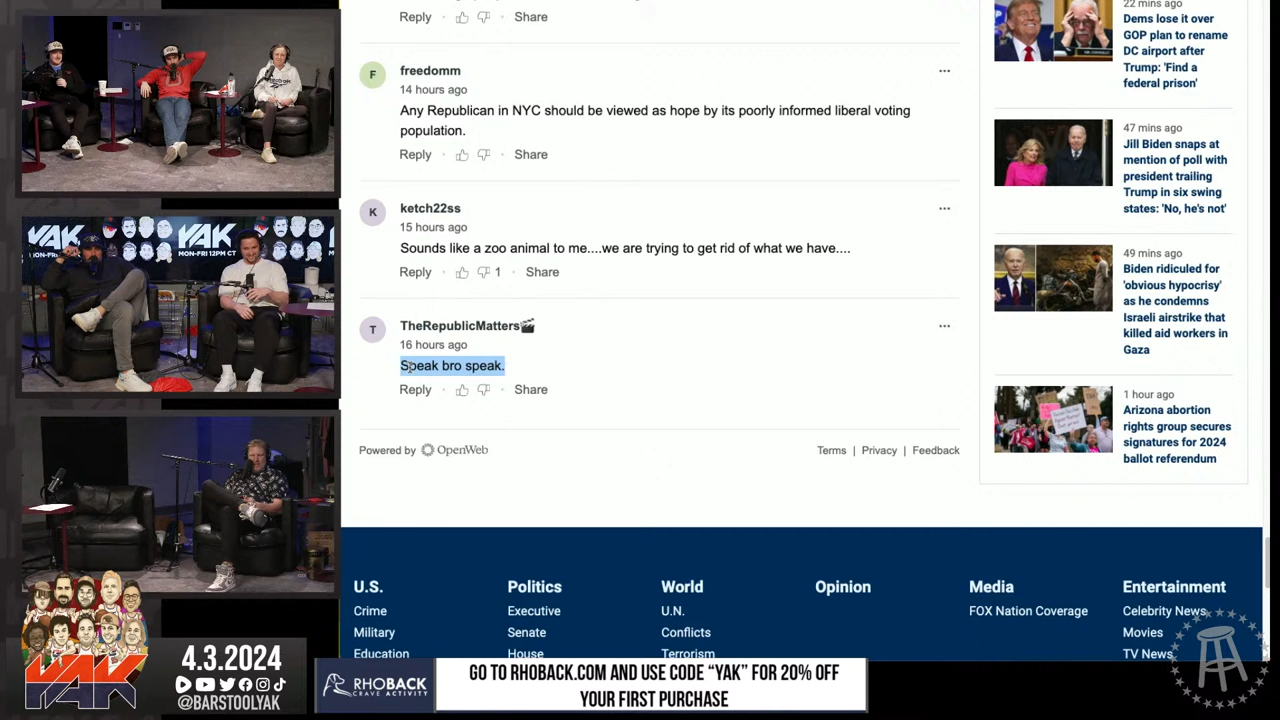 Reply
Share
freedomm
14 hours ago
Any Republican in NYC should be viewed as hope by its poorly informed liberal voting
population.
Reply
Share
ketch22ss
15 hours ago
Sounds like a zoo animal to me....we are trying to get rid of what we have....
Reply
1
Share
TheRepublicMatters🎬
16 hours ago
Speak bro speak.
Reply
Share
Powered by OpenWeb
Terms | Privacy | Feedback
22 mins ago
Dems lose it over
GOP plan to rename
DC airport after
Trump: 'Find a
federal prison'
47 mins ago
Jill Biden snaps at
mention of poll with
president trailing
Trump in six swing
states: 'No, he's not'
49 mins ago
Biden ridiculed for
'obvious hypocrisy'
as he condemns
Israeli airstrike that
killed aid workers in
Gaza
1 hour ago
Arizona abortion
rights group secures
signatures for 2024
ballot referendum
U.S.
Crime
Military
Education
Politics
Executive
Senate
House
World
U.N.
Conflicts
Terrorism
Opinion
Media
FOX Nation Coverage
Entertainment
Celebrity News
Movies
TV News
F
K
T
YAK
YAK
MON-FRI 12PM CT
YAK
4.3.2024
@BARSTOOLYAK
RHOBACK
CRAVE ACTIVITY
GO TO RHOBACK.COM AND USE CODE “YAK” FOR 20% OFF
YOUR FIRST PURCHASE